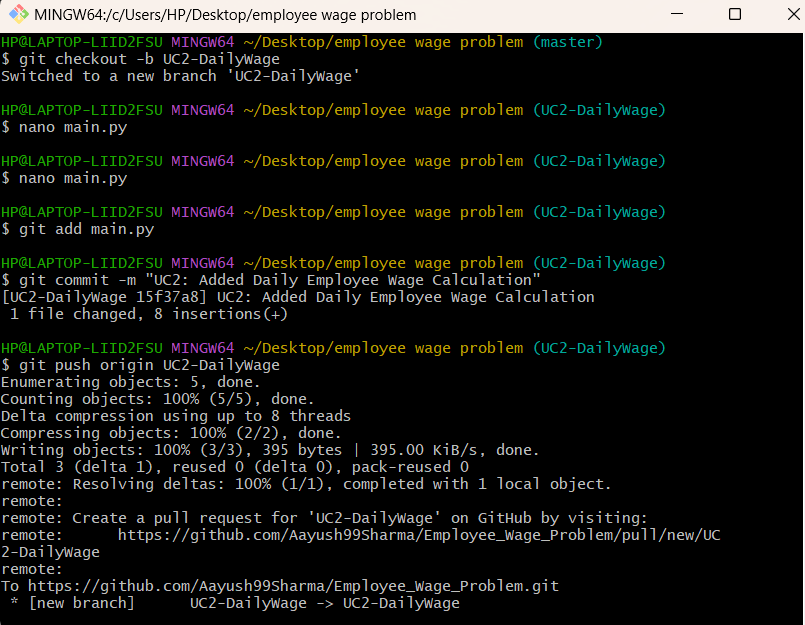 MINGW64:/c/Users/HP/Desktop/employee wage problem
HP@LAPTOP-LIID2FSU MINGW64 ~/Desktop/employee wage problem (master)
$ git checkout -b UC2-DailyWage
Switched to a new branch 'UC2-DailyWage'
HP@LAPTOP-LIID2FSU MINGW64 ~/Desktop/employee wage problem (UC2-DailyWage)
$ nano main.py
HP@LAPTOP-LIID2FSU MINGW64 ~/Desktop/employee wage problem (UC2-DailyWage)
$ nano main.py
HP@LAPTOP-LIID2FSU MINGW64 ~/Desktop/employee wage problem (UC2-DailyWage)
$ git add main.py
HP@LAPTOP-LIID2FSU MINGW64 ~/Desktop/employee wage problem (UC2-DailyWage)
$ git commit -m "UC2: Added Daily Employee Wage Calculation"
[UC2-DailyWage 15f37a8] UC2: Added Daily Employee Wage Calculation
 1 file changed, 8 insertions(+)
HP@LAPTOP-LIID2FSU MINGW64 ~/Desktop/employee wage problem (UC2-DailyWage)
$ git push origin UC2-DailyWage
Enumerating objects: 5, done.
Counting objects: 100% (5/5), done.
Delta compression using up to 8 threads
Compressing objects: 100% (2/2), done.
Writing objects: 100% (3/3), 395 bytes | 395.00 KiB/s, done.
Total 3 (delta 1), reused 0 (delta 0), pack-reused 0
remote: Resolving deltas: 100% (1/1), completed with 1 local object.
remote:
remote: Create a pull request for 'UC2-DailyWage' on GitHub by visiting:
remote:      https://github.com/Aayush99Sharma/Employee_Wage_Problem/pull/new/UC
2-DailyWage
remote:
To https://github.com/Aayush99Sharma/Employee_Wage_Problem.git
 * [new branch]      UC2-DailyWage -> UC2-DailyWage